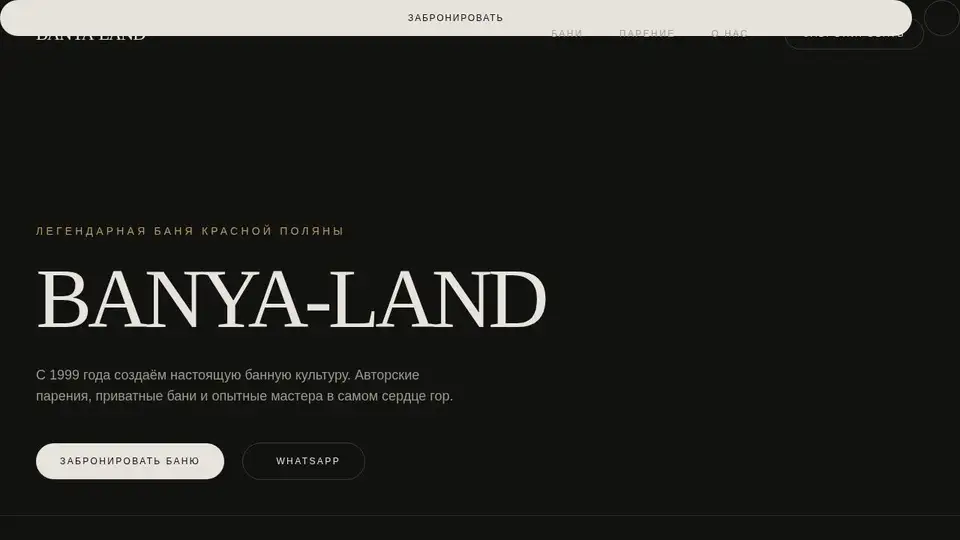 ЗАБРОНИРОВАТЬ
BANYA-LAND
БАНИ ПАРЕНИЕ О НАС
ЛЕГЕНДАРНАЯ БАНЯ КРАСНОЙ ПОЛЯНЫ
BANYA-LAND
С 1999 года создаём настоящую банную культуру. Авторские
парения, приватные бани и опытные мастера в самом сердце гор.
ЗАБРОНИРОВАТЬ БАНЮ WHATSAPP